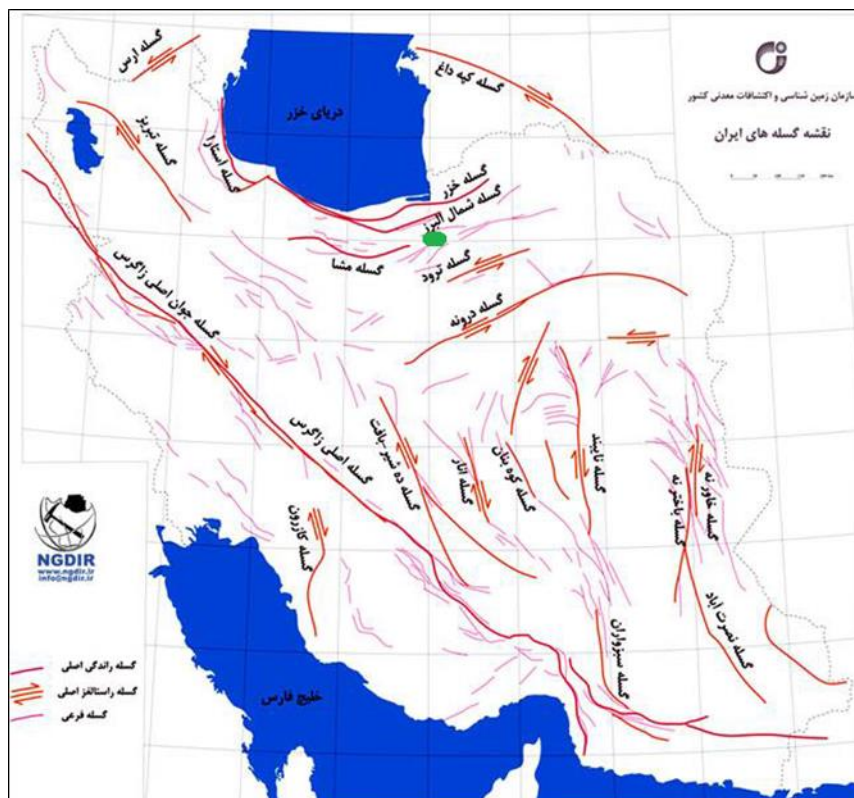 سازمان زمین شناسی و اکتشافات معدنی کشور
نقشه گسله های ایران
گسله ارس
گسله تبریز
گسله آستارا
دریای خزر
گسله کپه داغ
گسله خزر
گسله شمال البرز
گسله مشا
گسله ترود
گسله درونه
گسله جوان اصلی زاگرس
گسله اصلی زاگرس
گسله ده شیر-بافت
گسله انار
گسله کوه بنان
گسله نایبند
گسله خاور نه
گسله باختر نه
گسله کازرون
گسله سبزواران
گسله نصرت آباد
خلیج فارس
NGDIR
www.ngdir.ir
info@ngdir.ir
گسله راندگی اصلی
گسله راستالغز اصلی
گسله فرعی